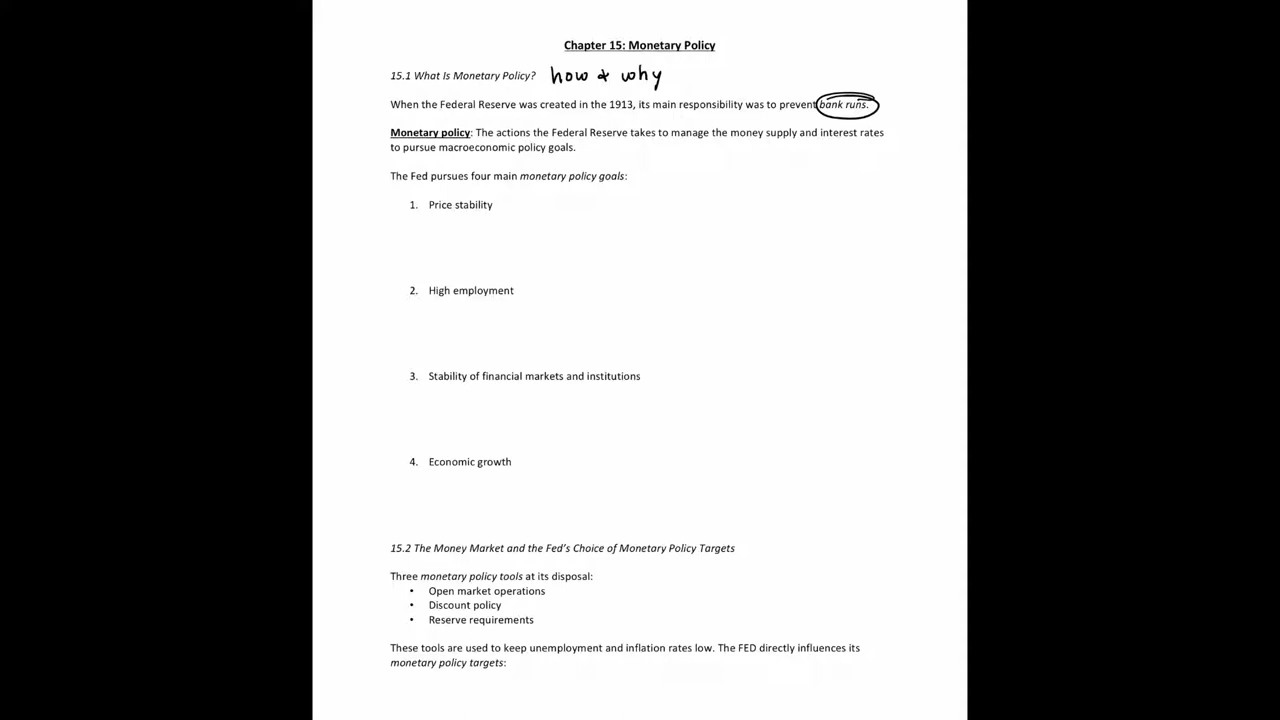 Chapter 15: Monetary Policy
15.1 What Is Monetary Policy? how & why
When the Federal Reserve was created in the 1913, its main responsibility was to prevent bank runs.
Monetary policy: The actions the Federal Reserve takes to manage the money supply and interest rates
to pursue macroeconomic policy goals.
The Fed pursues four main monetary policy goals:
1. Price stability
2. High employment
3. Stability of financial markets and institutions
4. Economic growth
15.2 The Money Market and the Fed's Choice of Monetary Policy Targets
Three monetary policy tools at its disposal:
• Open market operations
• Discount policy
• Reserve requirements
These tools are used to keep unemployment and inflation rates low. The FED directly influences its
monetary policy targets: